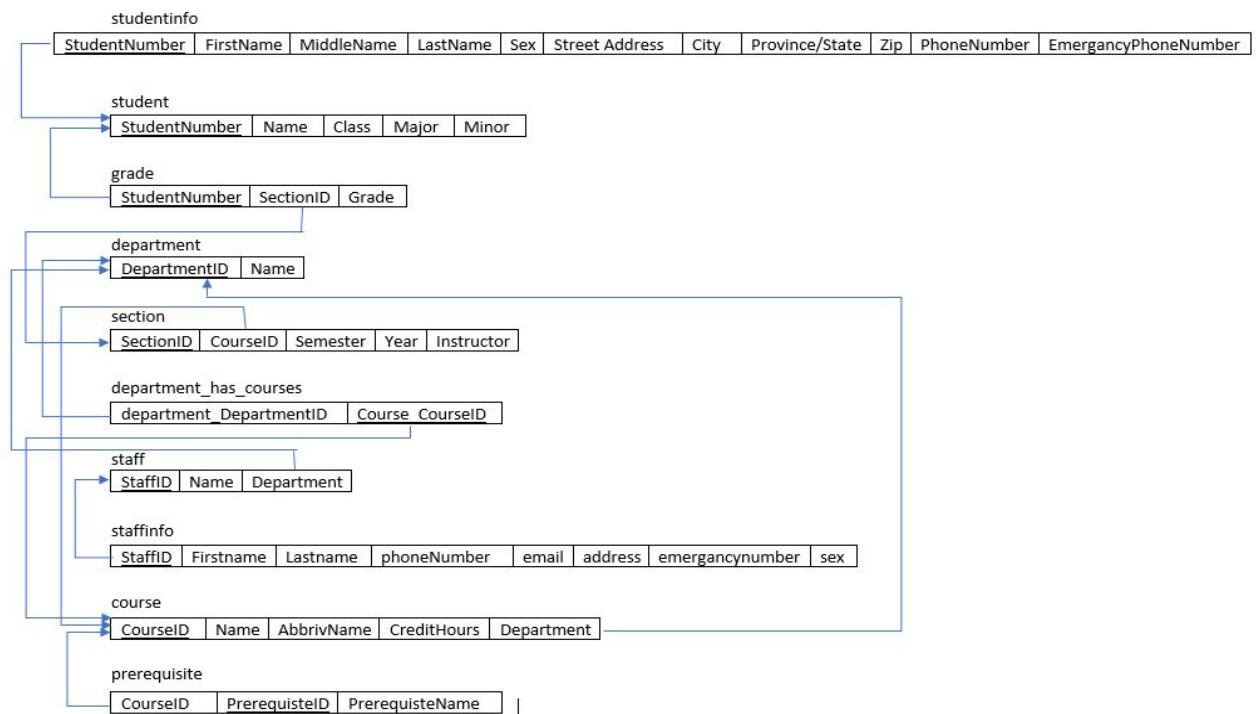 studentinfo
StudentNumber FirstName MiddleName LastName Sex Street Address City Province/State Zip PhoneNumber EmergancyPhoneNumber
student
StudentNumber Name Class Major Minor
grade
StudentNumber SectionID Grade
department
DepartmentID Name
section
SectionID CourseID Semester Year Instructor
department_has_courses
department_DepartmentID Course_CourseID
staff
StaffID Name Department
staffinfo
StaffID Firstname Lastname phoneNumber email address emergancynumber sex
course
CourseID Name AbbrivName CreditHours Department
prerequisite
CourseID PrerequisteID PrerequisteName